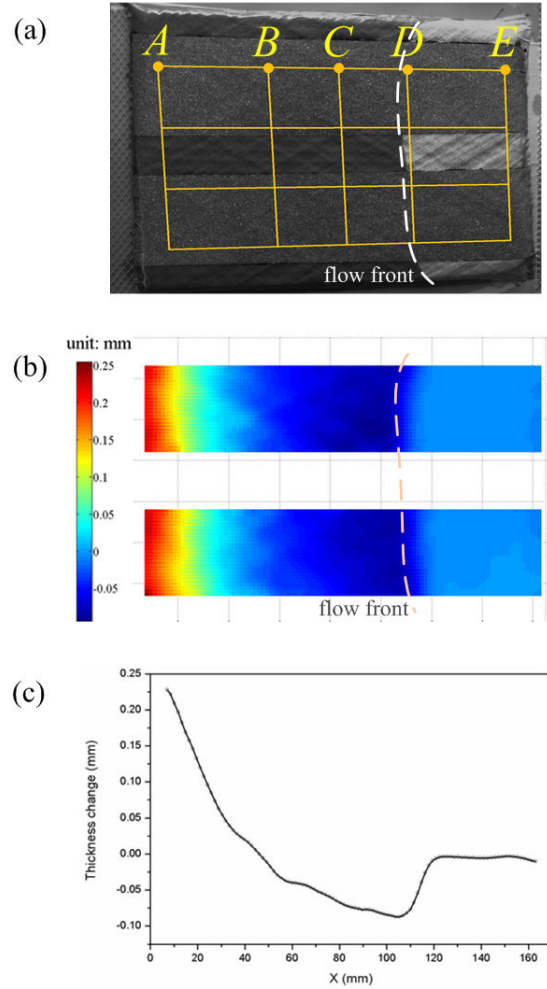 (a)
A B C D E
flow front
(b)
unit: mm
0.25
0.2
0.15
0.1
0.05
0
-0.05
flow front
(c)
Thickness change (mm)
0.25
0.20
0.15
0.10
0.05
0.00
-0.05
-0.10
0 20 40 60 80 100 120 140 160
X (mm)